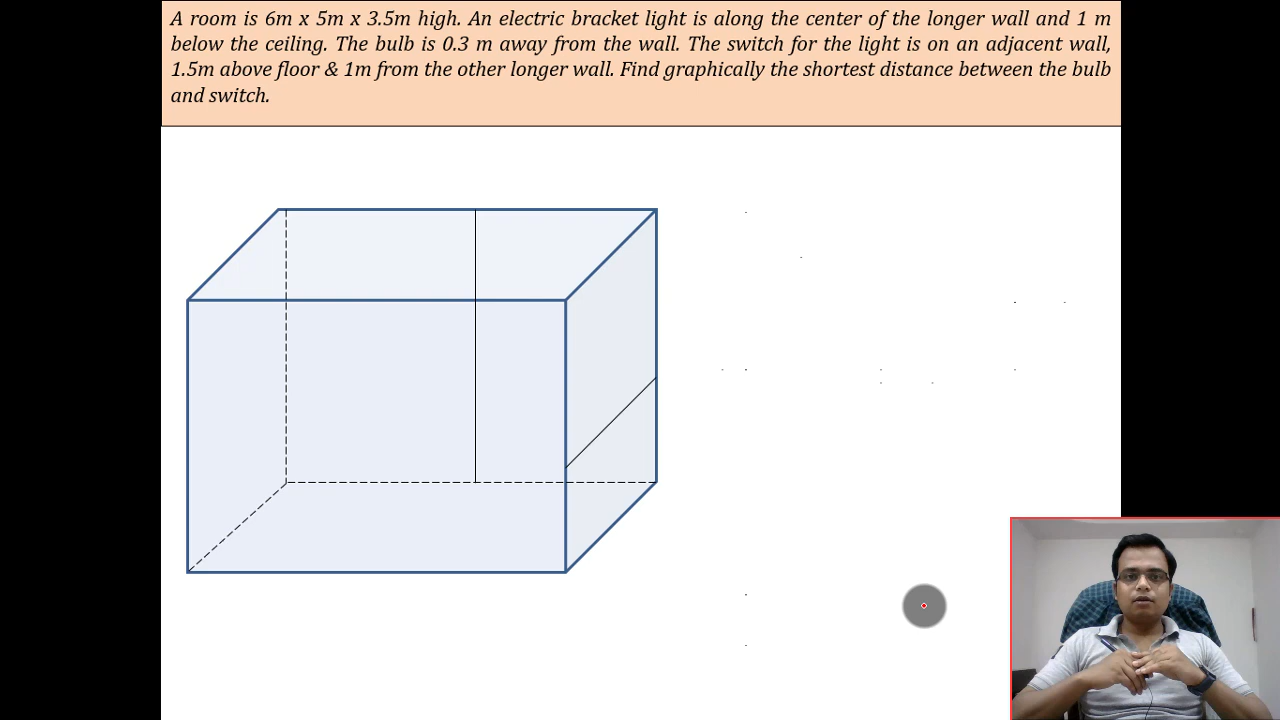 A room is 6m x 5m x 3.5m high. An electric bracket light is along the center of the longer wall and 1 m
below the ceiling. The bulb is 0.3 m away from the wall. The switch for the light is on an adjacent wall,
1.5m above floor & 1m from the other longer wall. Find graphically the shortest distance between the bulb
and switch.